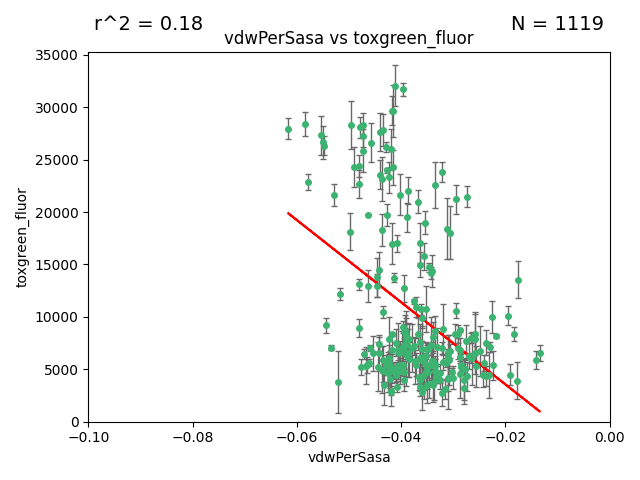 r^2 = 0.18
N = 1119
vdwPerSasa vs toxgreen_fluor
35000
30000
25000
20000
15000
10000
5000
0
toxgreen_fluor
−0.10
−0.08
−0.06
−0.04
−0.02
0.00
vdwPerSasa